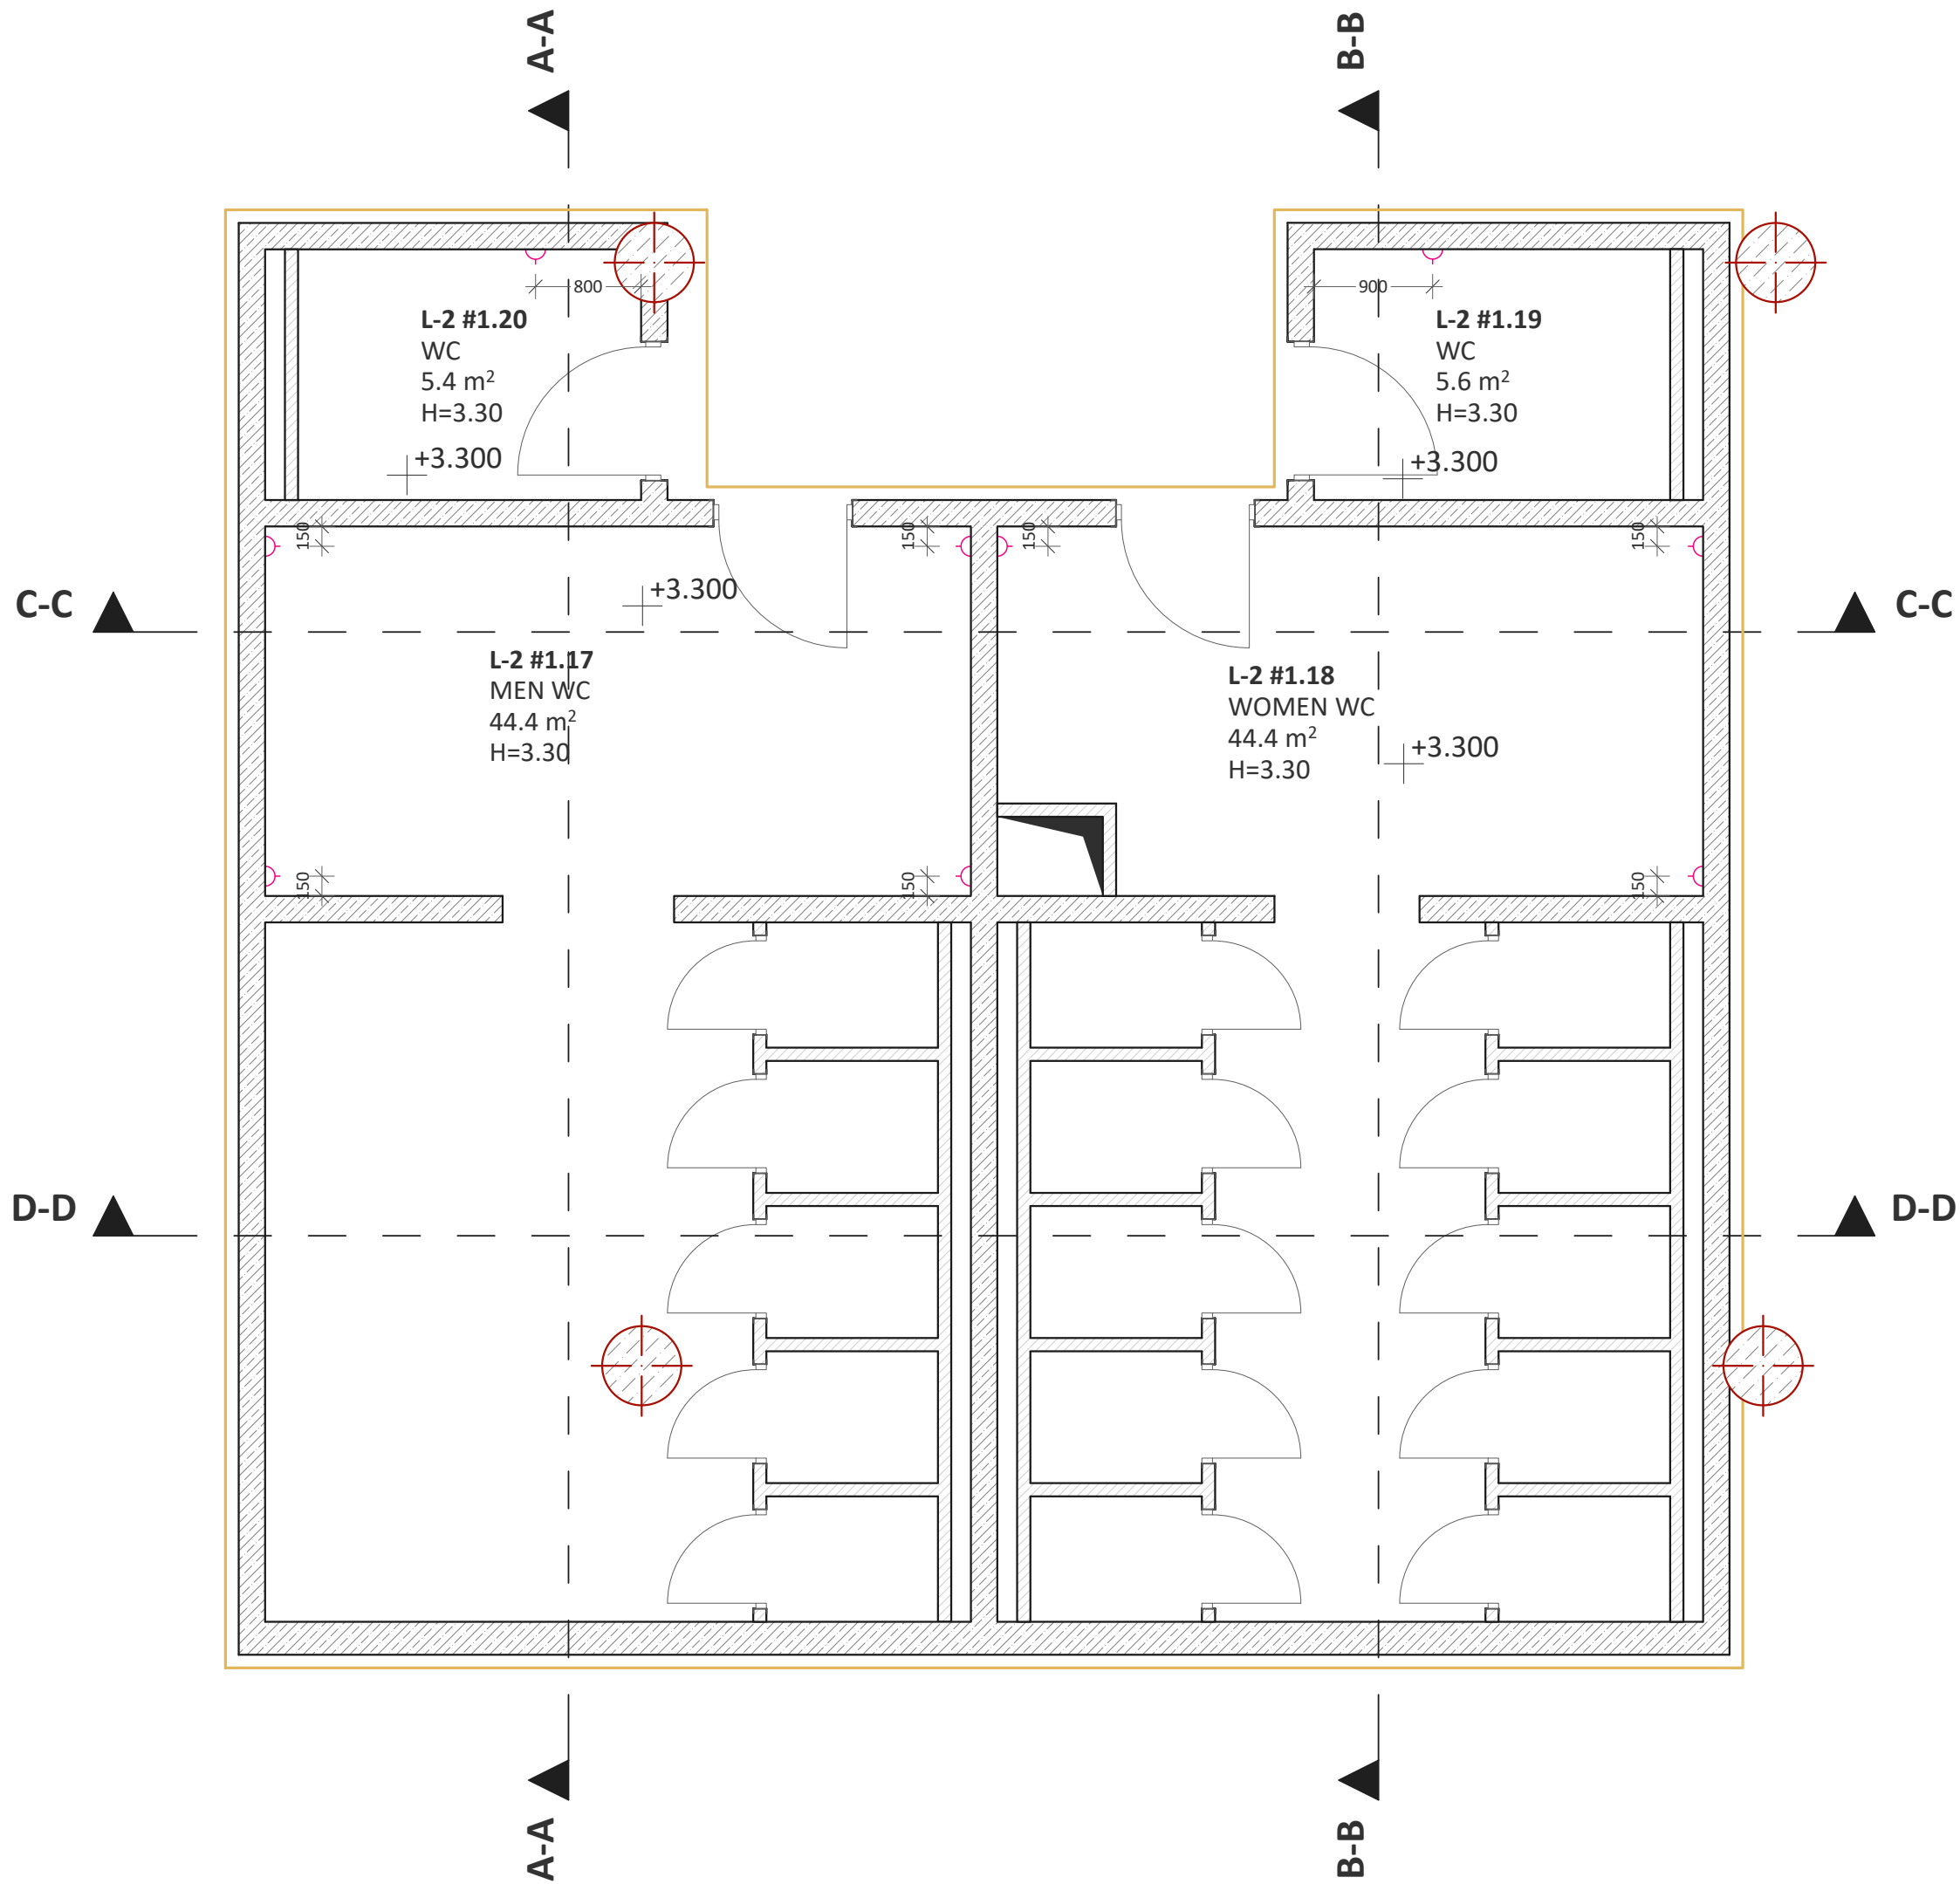 A-A
B-B
800
900
L-2 #1.20
WC
5.4 m²
H=3.30
+3.300
L-2 #1.19
WC
5.6 m²
H=3.30
+3.300
150
150
150
150
C-C
+3.300
C-C
L-2 #1.17
MEN WC
44.4 m²
H=3.30
L-2 #1.18
WOMEN WC
44.4 m²
H=3.30
+3.300
150
150
150
D-D
D-D
A-A
B-B